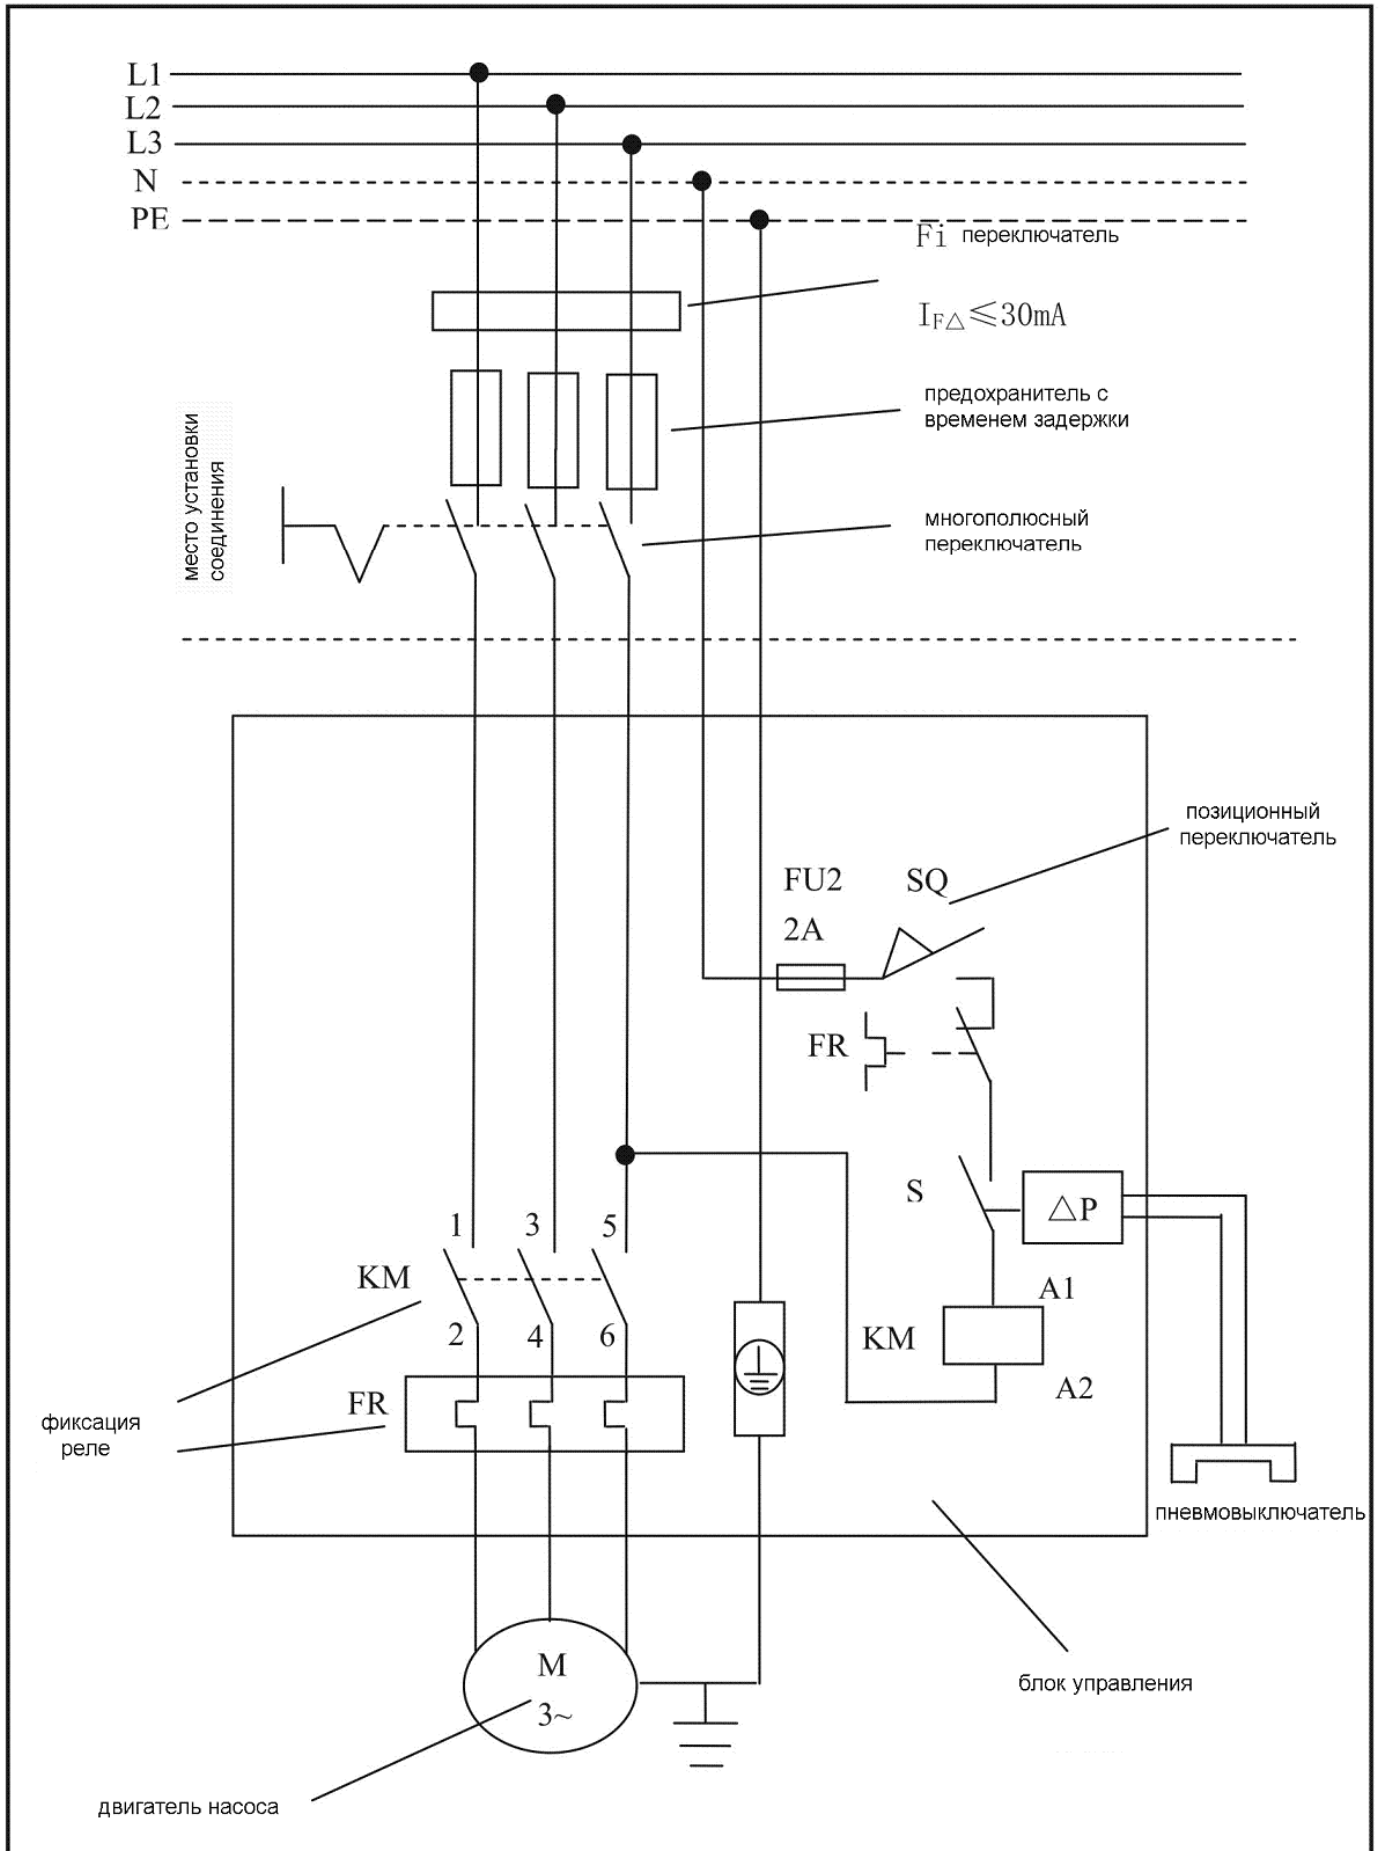 L1
L2
L3
N
PE
Fi переключатель
IF△≤30mA
предохранитель с
временем задержки
место установки
соединения
многополюсный
переключатель
позиционный
переключатель
FU2
SQ
2A
FR
S
△P
1
3
5
KM
A1
2
4
6
KM
A2
FR
фиксация
реле
пневмовыключатель
M
3~
блок управления
двигатель насоса